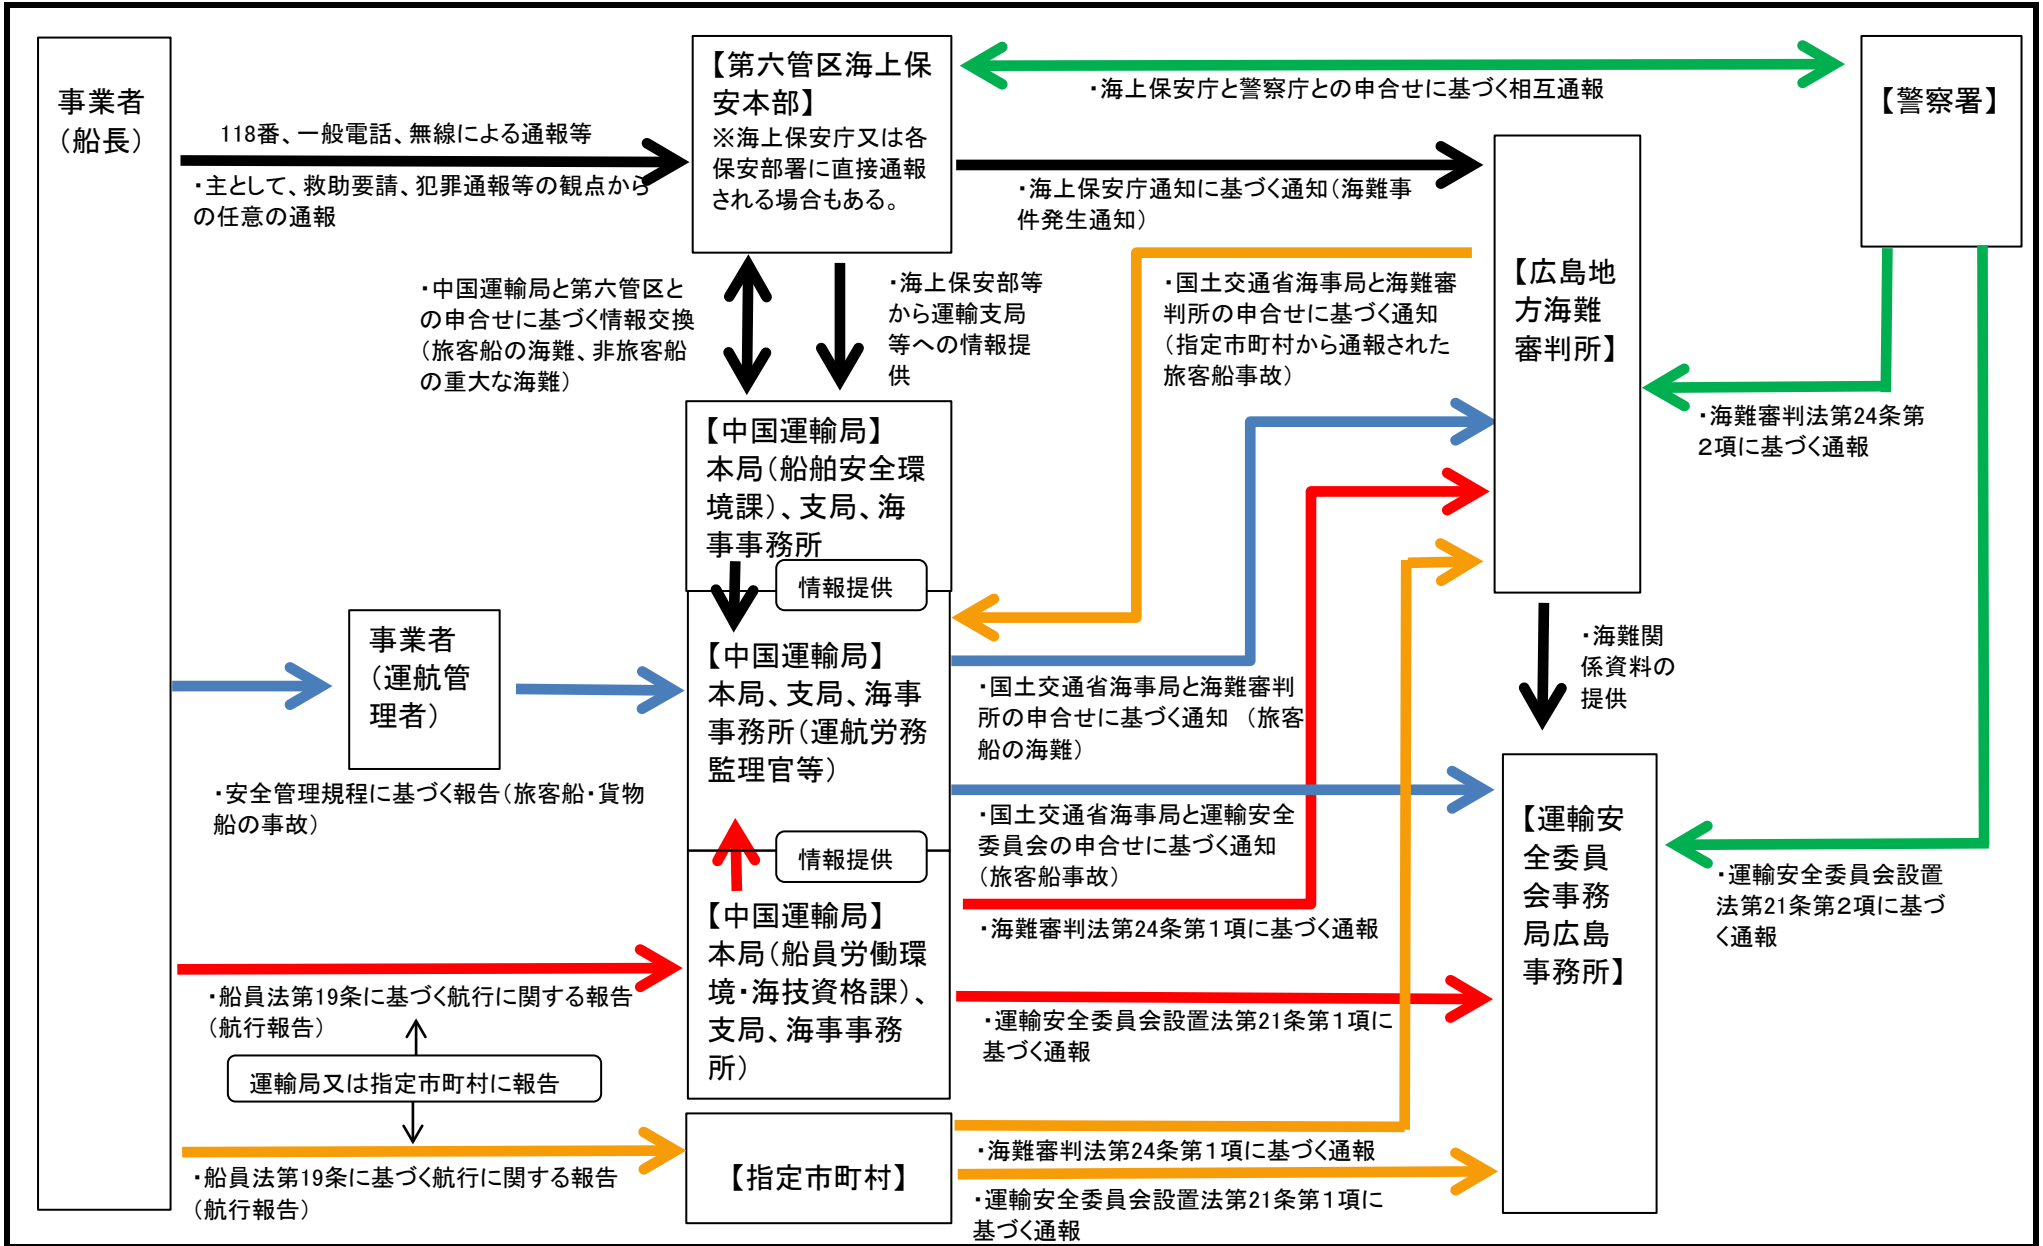 事業者
（船長）
118番、一般電話、無線による通報等
・主として、救助要請、犯罪通報等の観点から
の任意の通報
【第六管区海上保
安本部】
※海上保安庁又は各
保安部署に直接通報
される場合もある。
・海上保安庁と警察庁との申合せに基づく相互通報
【警察署】
・海上保安庁通知に基づく通知（海難事
件発生通知）
・中国運輸局と第六管区と
の申合せに基づく情報交換
（旅客船の海難、非旅客船
の重大な海難）
・海上保安部等
から運輸支局
等への情報提
供
・国土交通省海事局と海難審
判所の申合せに基づく通知
（指定市町村から通報された
旅客船事故）
【広島地
方海難
審判所】
・海難審判法第24条第
２項に基づく通報
【中国運輸局】
本局（船舶安全環
境課）、支局、海
事事務所
情報提供
事業者
（運航管
理者）
・安全管理規程に基づく報告（旅客船・貨物
船の事故）
【中国運輸局】
本局、支局、海事
事務所（運航労務
監理官等）
・国土交通省海事局と海難審判
所の申合せに基づく通知　（旅客
船の海難）
・海難関
係資料の
提供
・国土交通省海事局と運輸安全
委員会の申合せに基づく通知
（旅客船事故）
情報提供
【運輸安
全委員
会事務
局広島
事務所】
・運輸安全委員会設置
法第21条第２項に基づ
く通報
【中国運輸局】
本局（船員労働環
境・海技資格課）、
支局、海事事務
所）
・海難審判法第24条第１項に基づく通報
・船員法第19条に基づく航行に関する報告
（航行報告）
・運輸安全委員会設置法第21条第１項に
基づく通報
運輸局又は指定市町村に報告
・船員法第19条に基づく航行に関する報告
（航行報告）
【指定市町村】
・海難審判法第24条第１項に基づく通報
・運輸安全委員会設置法第21条第１項に
基づく通報